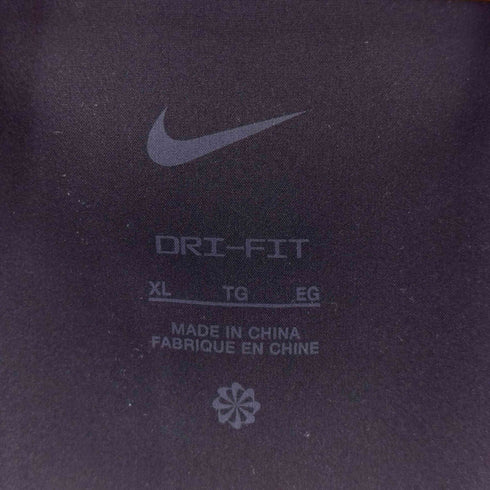 DRI-FIT
XL TG EG
MADE IN CHINA
FABRIQUE EN CHINE